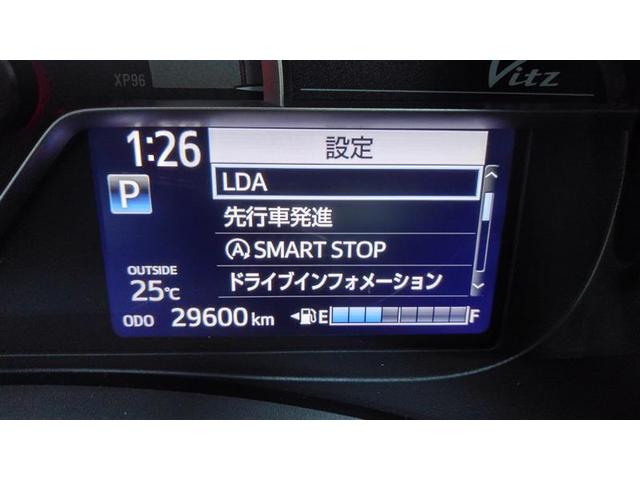 XP96
Vitz
1:26
設定
P
LDA
先行車発進
A SMART STOP
ドライブインフォメーション
OUTSIDE
25℃
ODO 29600 km
E F